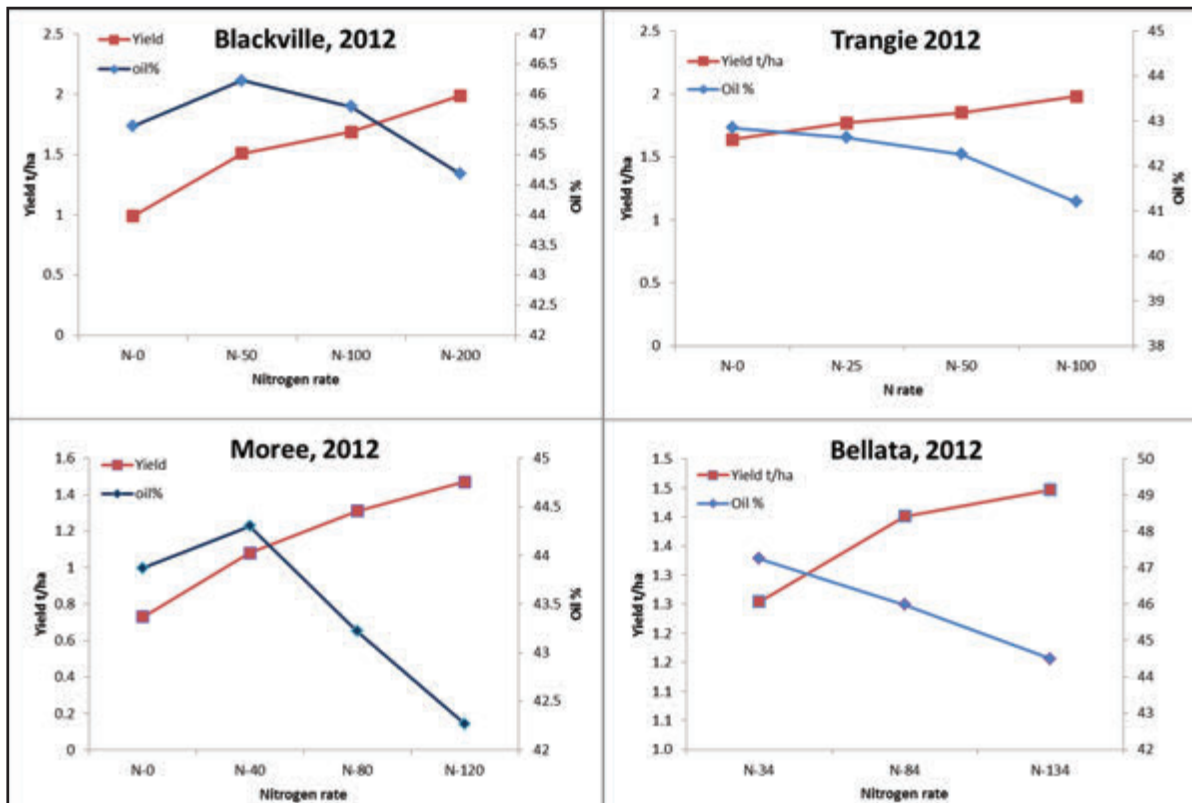 Blackville, 2012
Yield
oil%
2.5
2
1.5
1
0.5
0
Yield t/ha
47
46.5
46
45.5
45
44.5
44
43.5
43
42.5
42
Oil %
N-0 N-50 N-100 N-200
Nitrogen rate
Trangie 2012
Yield t/ha
Oil %
2.5
2
1.5
1
0.5
0
Yield t/ha
45
44
43
42
41
40
39
38
Oil %
N-0 N-25 N-50 N-100
N rate
Moree, 2012
Yield
oil%
1.6
1.4
1.2
1
0.8
0.6
0.4
0.2
0
Yield t/ha
45
44.5
44
43.5
43
42.5
42
Oil %
N-0 N-40 N-80 N-120
Nitrogen rate
Bellata, 2012
Yield t/ha
Oil %
1.5
1.5
1.4
1.4
1.3
1.3
1.2
1.2
1.1
1.1
1.0
Yield t/ha
50
49
48
47
46
45
44
43
42
Oil %
N-34 N-84 N-134
Nitrogen rate